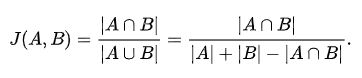 J(A, B) = |A ∩ B| / |A ∪ B| = |A ∩ B| / (|A| + |B| − |A ∩ B|).